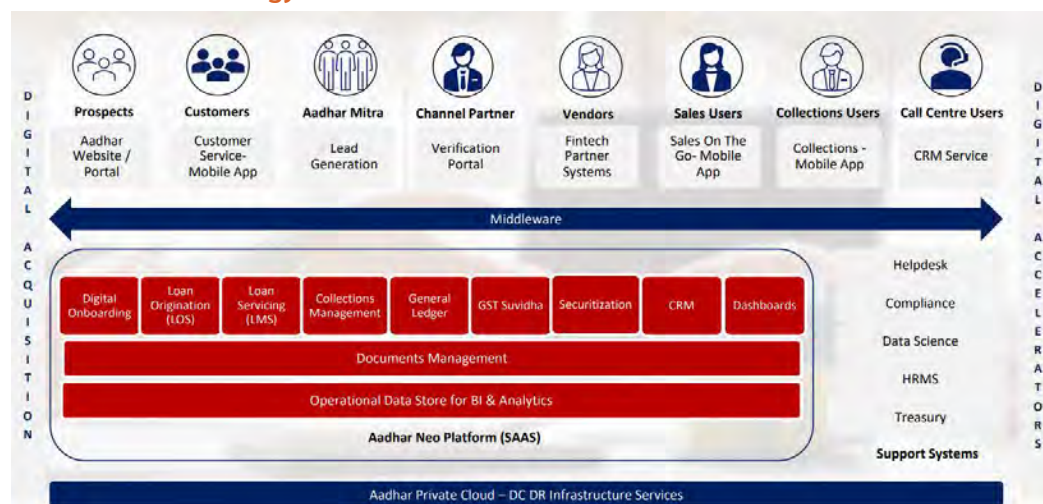 Prospects
Customers
Aadhar Mitra
Channel Partner
Vendors
Sales Users
Collections Users
Call Centre Users
Aadhar
Website /
Portal
Customer
Service-
Mobile App
Lead
Generation
Verification
Portal
Fintech
Partner
Systems
Sales On The
Go- Mobile
App
Collections -
Mobile App
CRM Service
DIGITAL ACQUISITION
DIGITAL ACCELERATORS
Middleware
Digital
Onboarding
Loan
Origination
(LOS)
Loan
Servicing
(LMS)
Collections
Management
General
Ledger
GST Suvidha
Securitization
CRM
Dashboards
Documents Management
Operational Data Store for BI & Analytics
Aadhar Neo Platform (SAAS)
Helpdesk
Compliance
Data Science
HRMS
Treasury
Support Systems
Aadhar Private Cloud – DC DR Infrastructure Services